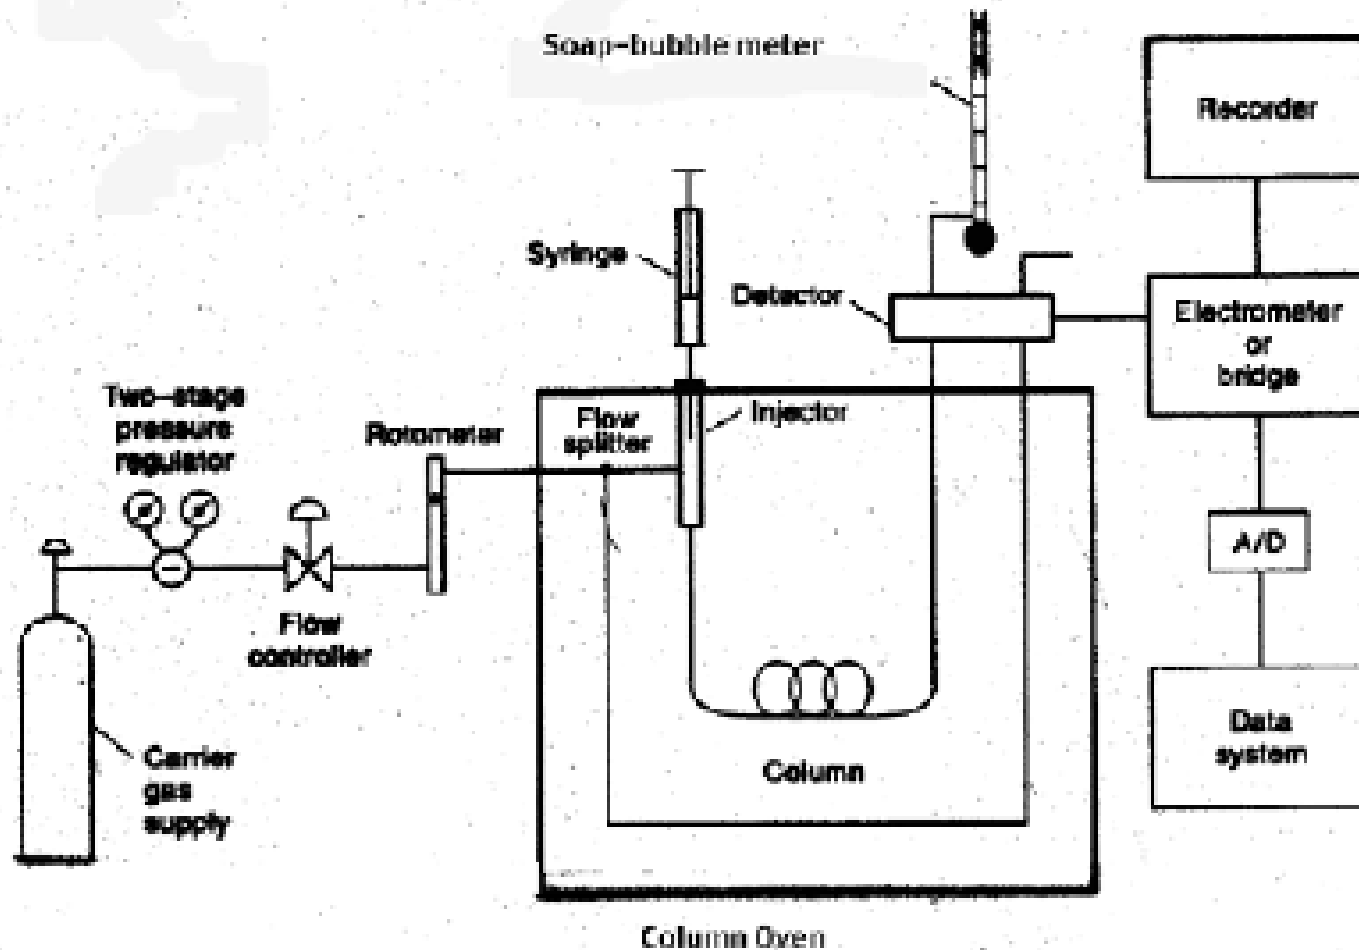 Soap-bubble meter
Recorder
Syringe
Detector
Electrometer
or
bridge
Two-stage
pressure
regulator
Rotometer
Flow
splitter
Injector
A/D
Flow
controller
Carrier
gas
supply
Column
Data
system
Column Oven